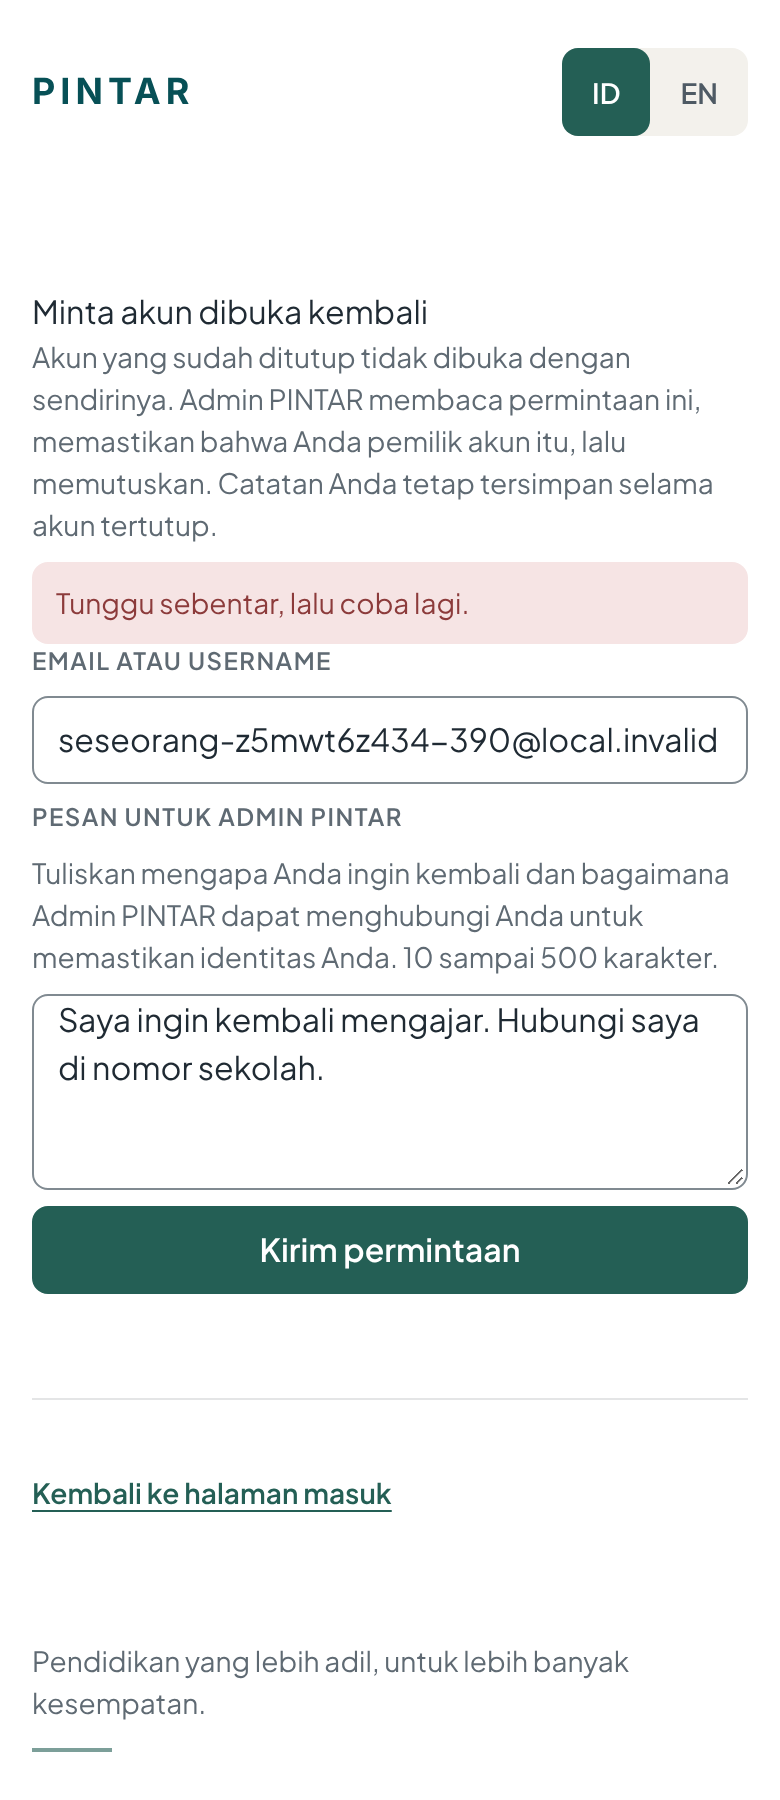 PINTAR
ID
EN
Minta akun dibuka kembali
Akun yang sudah ditutup tidak dibuka dengan
sendirinya. Admin PINTAR membaca permintaan ini,
memastikan bahwa Anda pemilik akun itu, lalu
memutuskan. Catatan Anda tetap tersimpan selama
akun tertutup.
Tunggu sebentar, lalu coba lagi.
EMAIL ATAU USERNAME
seseorang-z5mwt6z434-390@local.invalid
PESAN UNTUK ADMIN PINTAR
Tuliskan mengapa Anda ingin kembali dan bagaimana
Admin PINTAR dapat menghubungi Anda untuk
memastikan identitas Anda. 10 sampai 500 karakter.
Saya ingin kembali mengajar. Hubungi saya
di nomor sekolah.
Kirim permintaan
Kembali ke halaman masuk
Pendidikan yang lebih adil, untuk lebih banyak
kesempatan.